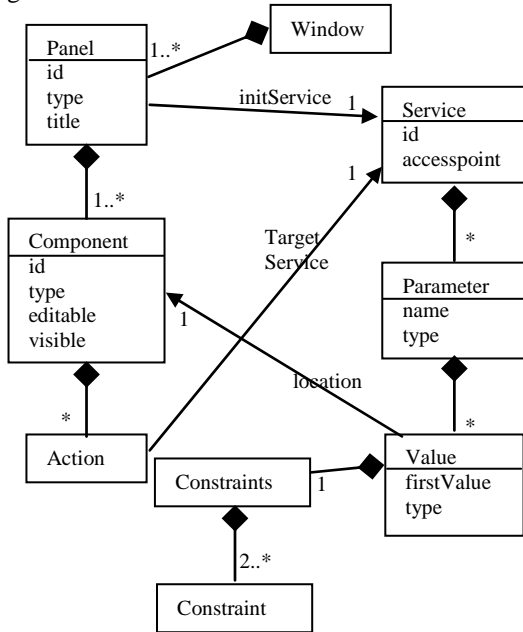 g
Panel
id
type
title
1..*
Window
initService
1
Service
id
accesspoint
1..*
1
*
Component
id
type
editable
visible
Target
Service
Parameter
name
type
1
location
*
*
Action
Constraints
1
Value
firstValue
type
2..*
Constraint